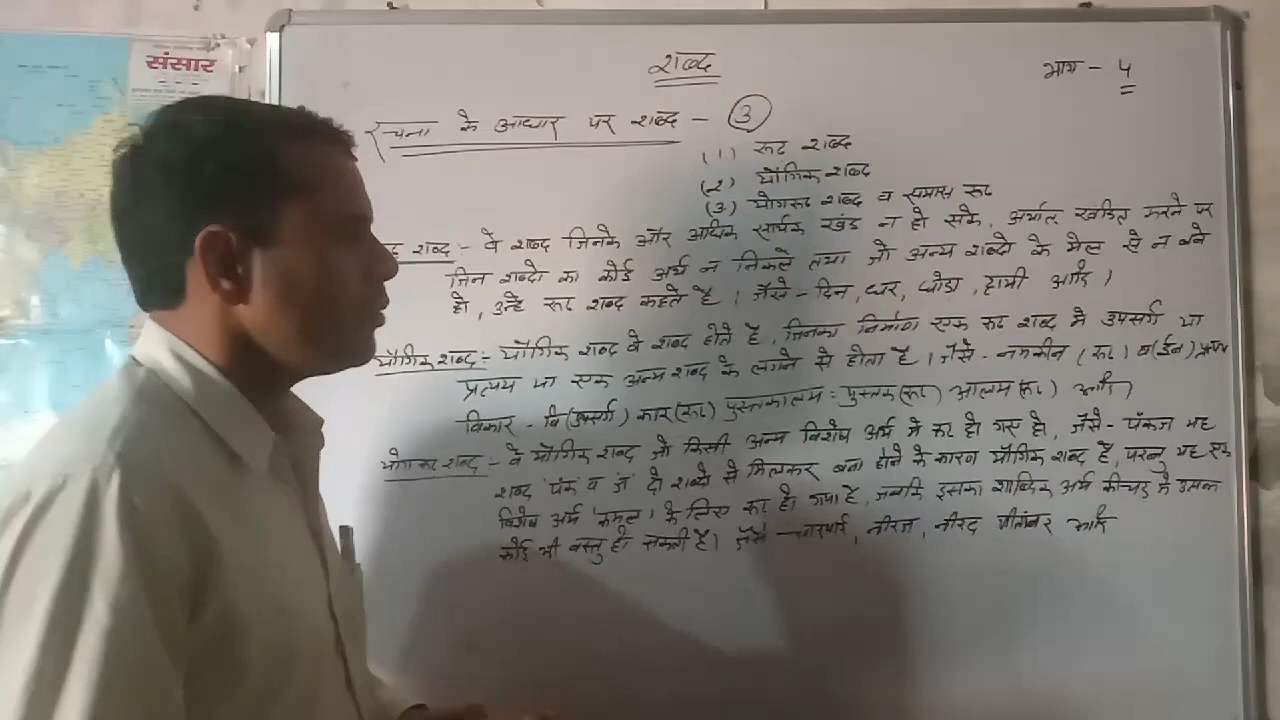 संसार
शब्द
भाग - 4
रचना के आधार पर शब्द - 3
(1) रूढ शब्द
(2) यौगिक शब्द
(3) योगरूढ शब्द व समास रूढ
शब्द :- वे शब्द जिनके और अधिक सार्थक खंड न हो सके, अर्थात खंडित करने पर
जिन शब्दो का कोई अर्थ न निकले तथा जो अन्य शब्दो के मेल से न बने
हो, उन्हे रूढ शब्द कहते है। जैसे - दिन, घर, घोडा, हाथी आदि।
यौगिक शब्द :- यौगिक शब्द वे शब्द होते है, जिनका निर्माण एक रूढ शब्द मे उपसर्ग या
प्रत्यय या एक अन्य शब्द के लगने से होता है। जैसे - नमकीन (रूढ) व (ईन) प्रत्यय
विकार - वि (उपसर्ग) कार (रूढ) पुस्तकालय = पुस्तक (रूढ) आलय (रूढ) आदि।
योगरूढ शब्द :- वे यौगिक शब्द जो किसी अन्य विशेष अर्थ मे रूढ हो गए हो, जैसे - पंकज यह
शब्द 'पंक' व 'ज' दो शब्दो से मिलकर बना होने के कारण यौगिक शब्द है, परन्तु यह एक
विशेष अर्थ 'कमल' के लिए रूढ हो गया है, जबकि इसका शाब्दिक अर्थ कीचड मे उत्पन्न
कोई भी वस्तु हो सकती है। जैसे - चारपाई, नीरज, नीरद पीतांबर आदि